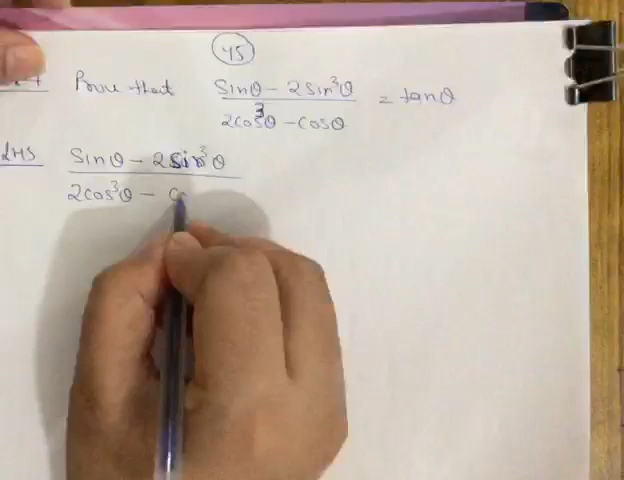 45
Prove that sinθ - 2sin³θ / 2cos³θ - cosθ = tanθ
LHS sinθ - 2sin³θ
2cos³θ - c